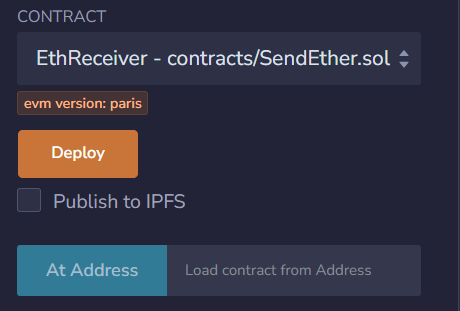 CONTRACT
EthReceiver - contracts/SendEther.sol
evm version: paris
Deploy
Publish to IPFS
At Address Load contract from Address